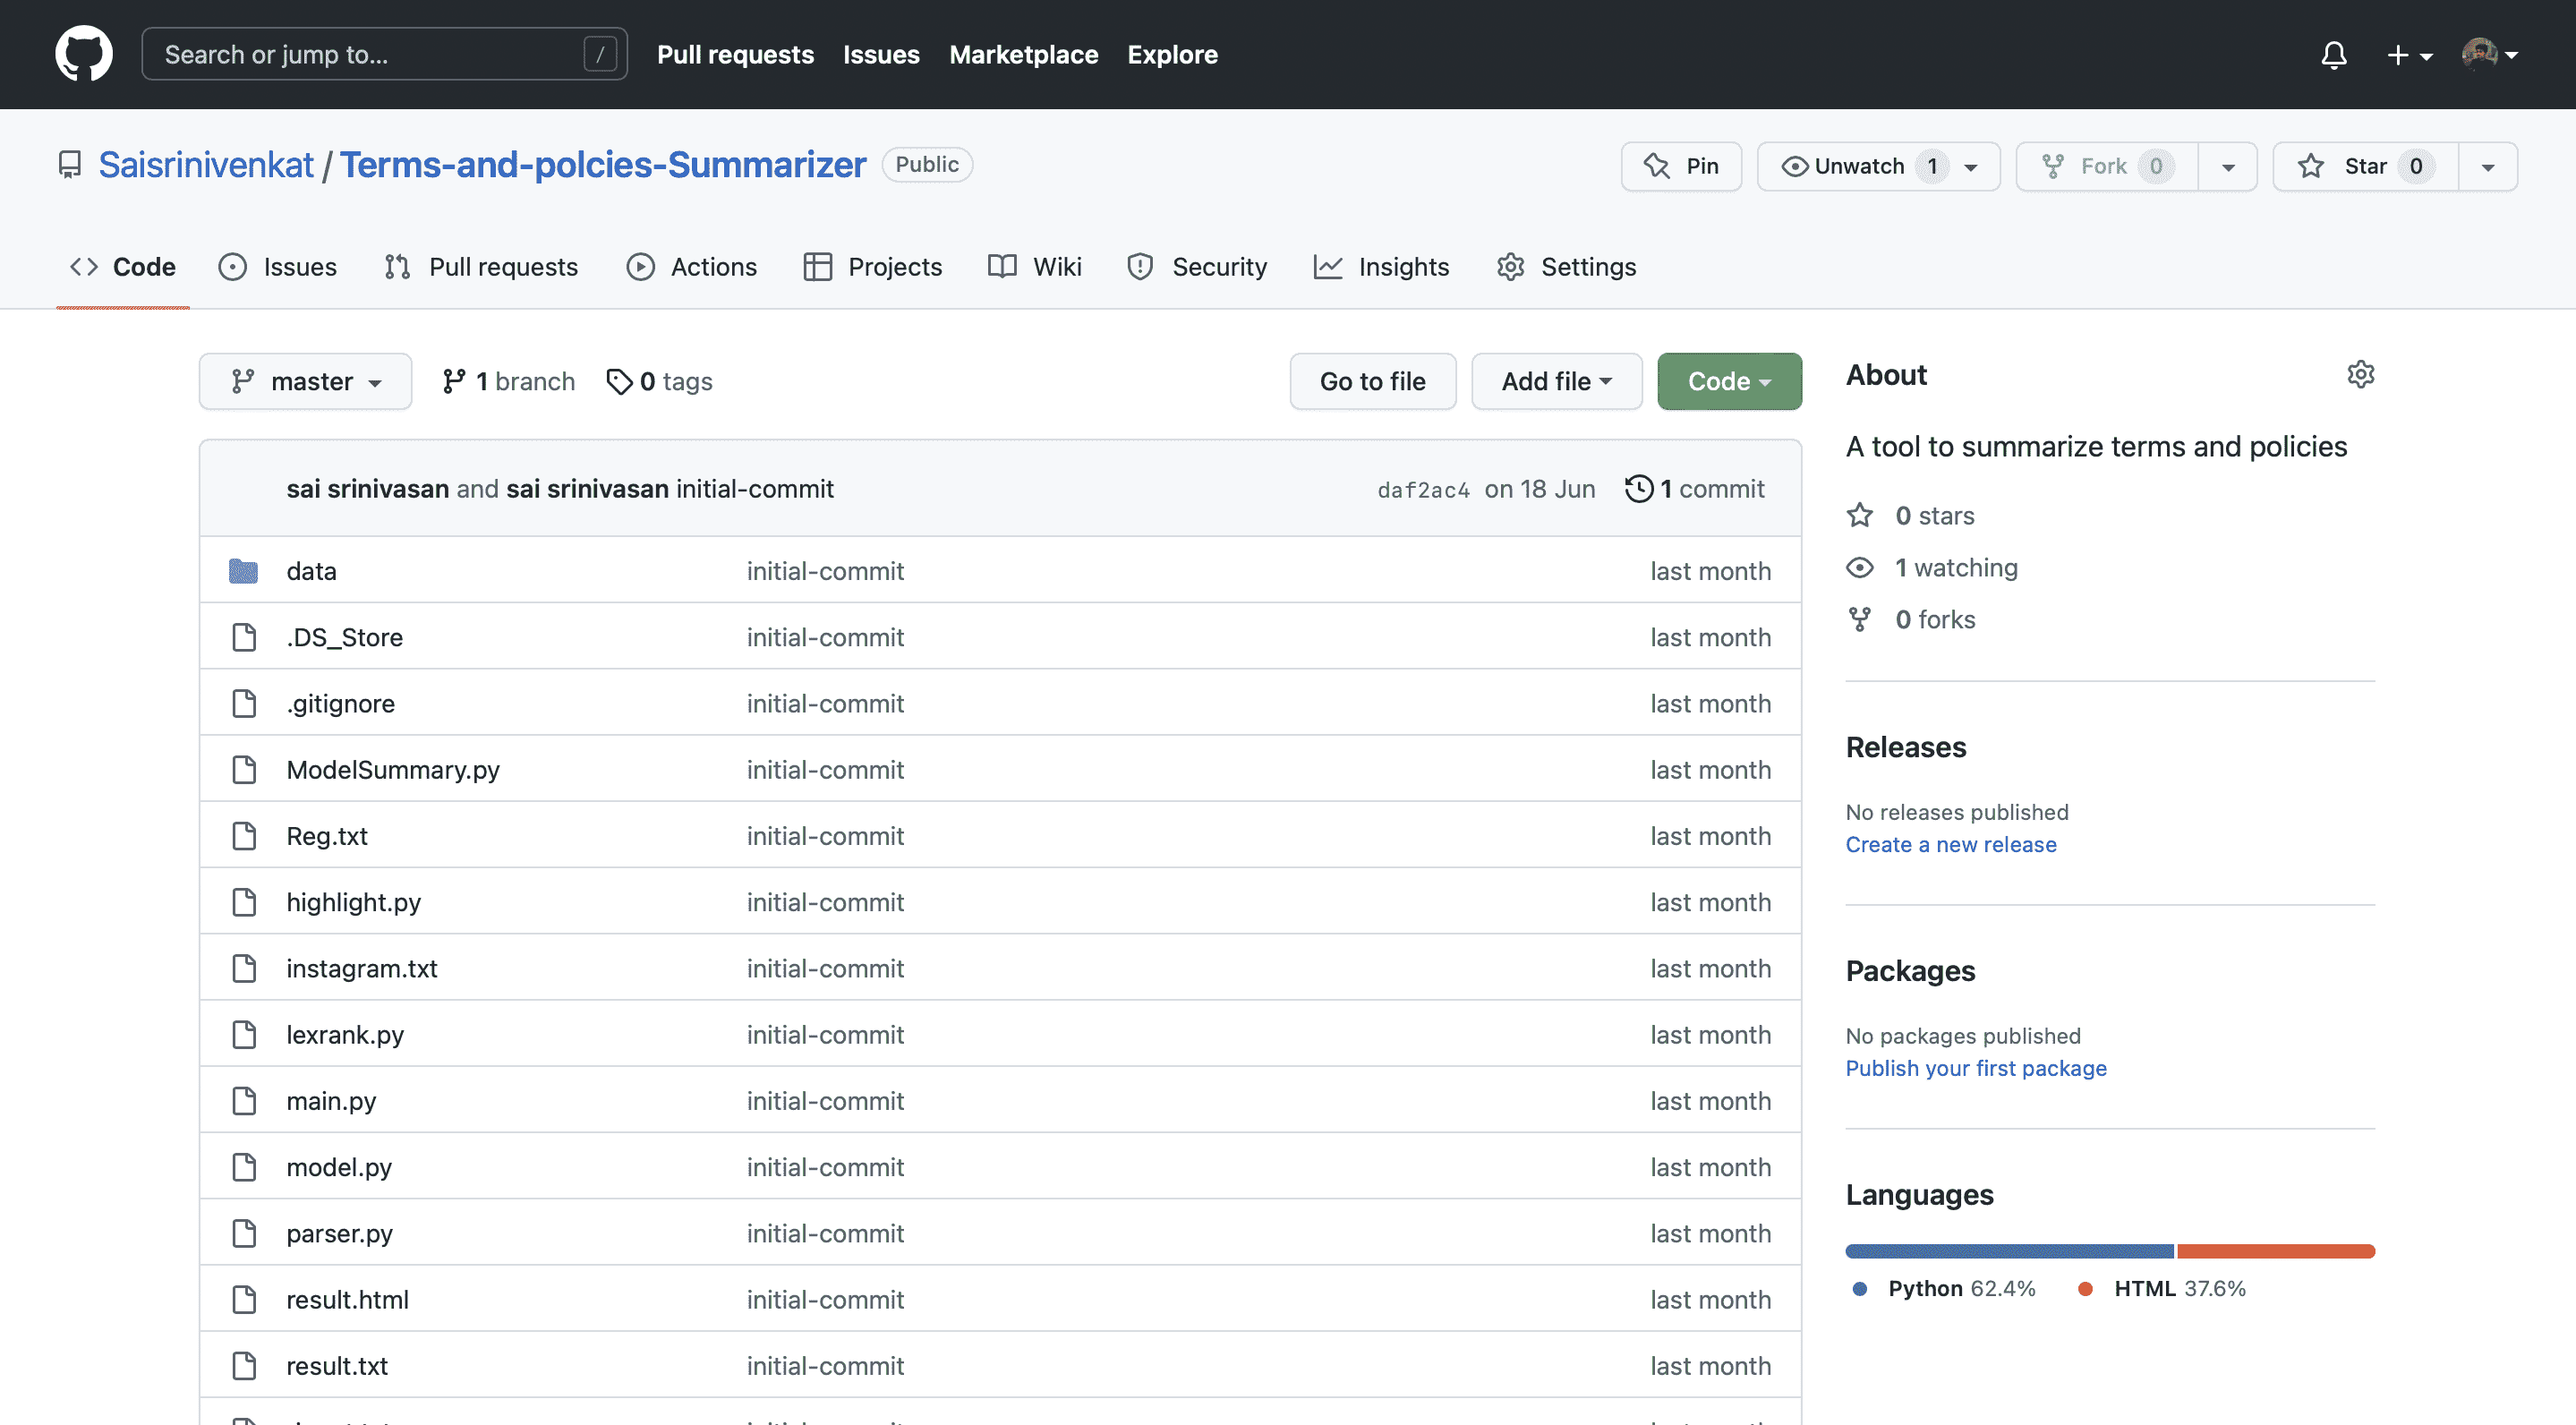 Search or jump to... /
Pull requests Issues Marketplace Explore
Saisrinivenkat / Terms-and-polcies-Summarizer Public
Pin Unwatch 1 Fork 0 Star 0
Code Issues Pull requests Actions Projects Wiki Security Insights Settings
master 1 branch 0 tags Go to file Add file Code
sai srinivasan and sai srinivasan initial-commit daf2ac4 on 18 Jun 1 commit
data initial-commit last month
.DS_Store initial-commit last month
.gitignore initial-commit last month
ModelSummary.py initial-commit last month
Reg.txt initial-commit last month
highlight.py initial-commit last month
instagram.txt initial-commit last month
lexrank.py initial-commit last month
main.py initial-commit last month
model.py initial-commit last month
parser.py initial-commit last month
result.html initial-commit last month
result.txt initial-commit last month
About
A tool to summarize terms and policies
0 stars
1 watching
0 forks
Releases
No releases published
Create a new release
Packages
No packages published
Publish your first package
Languages
Python 62.4% HTML 37.6%